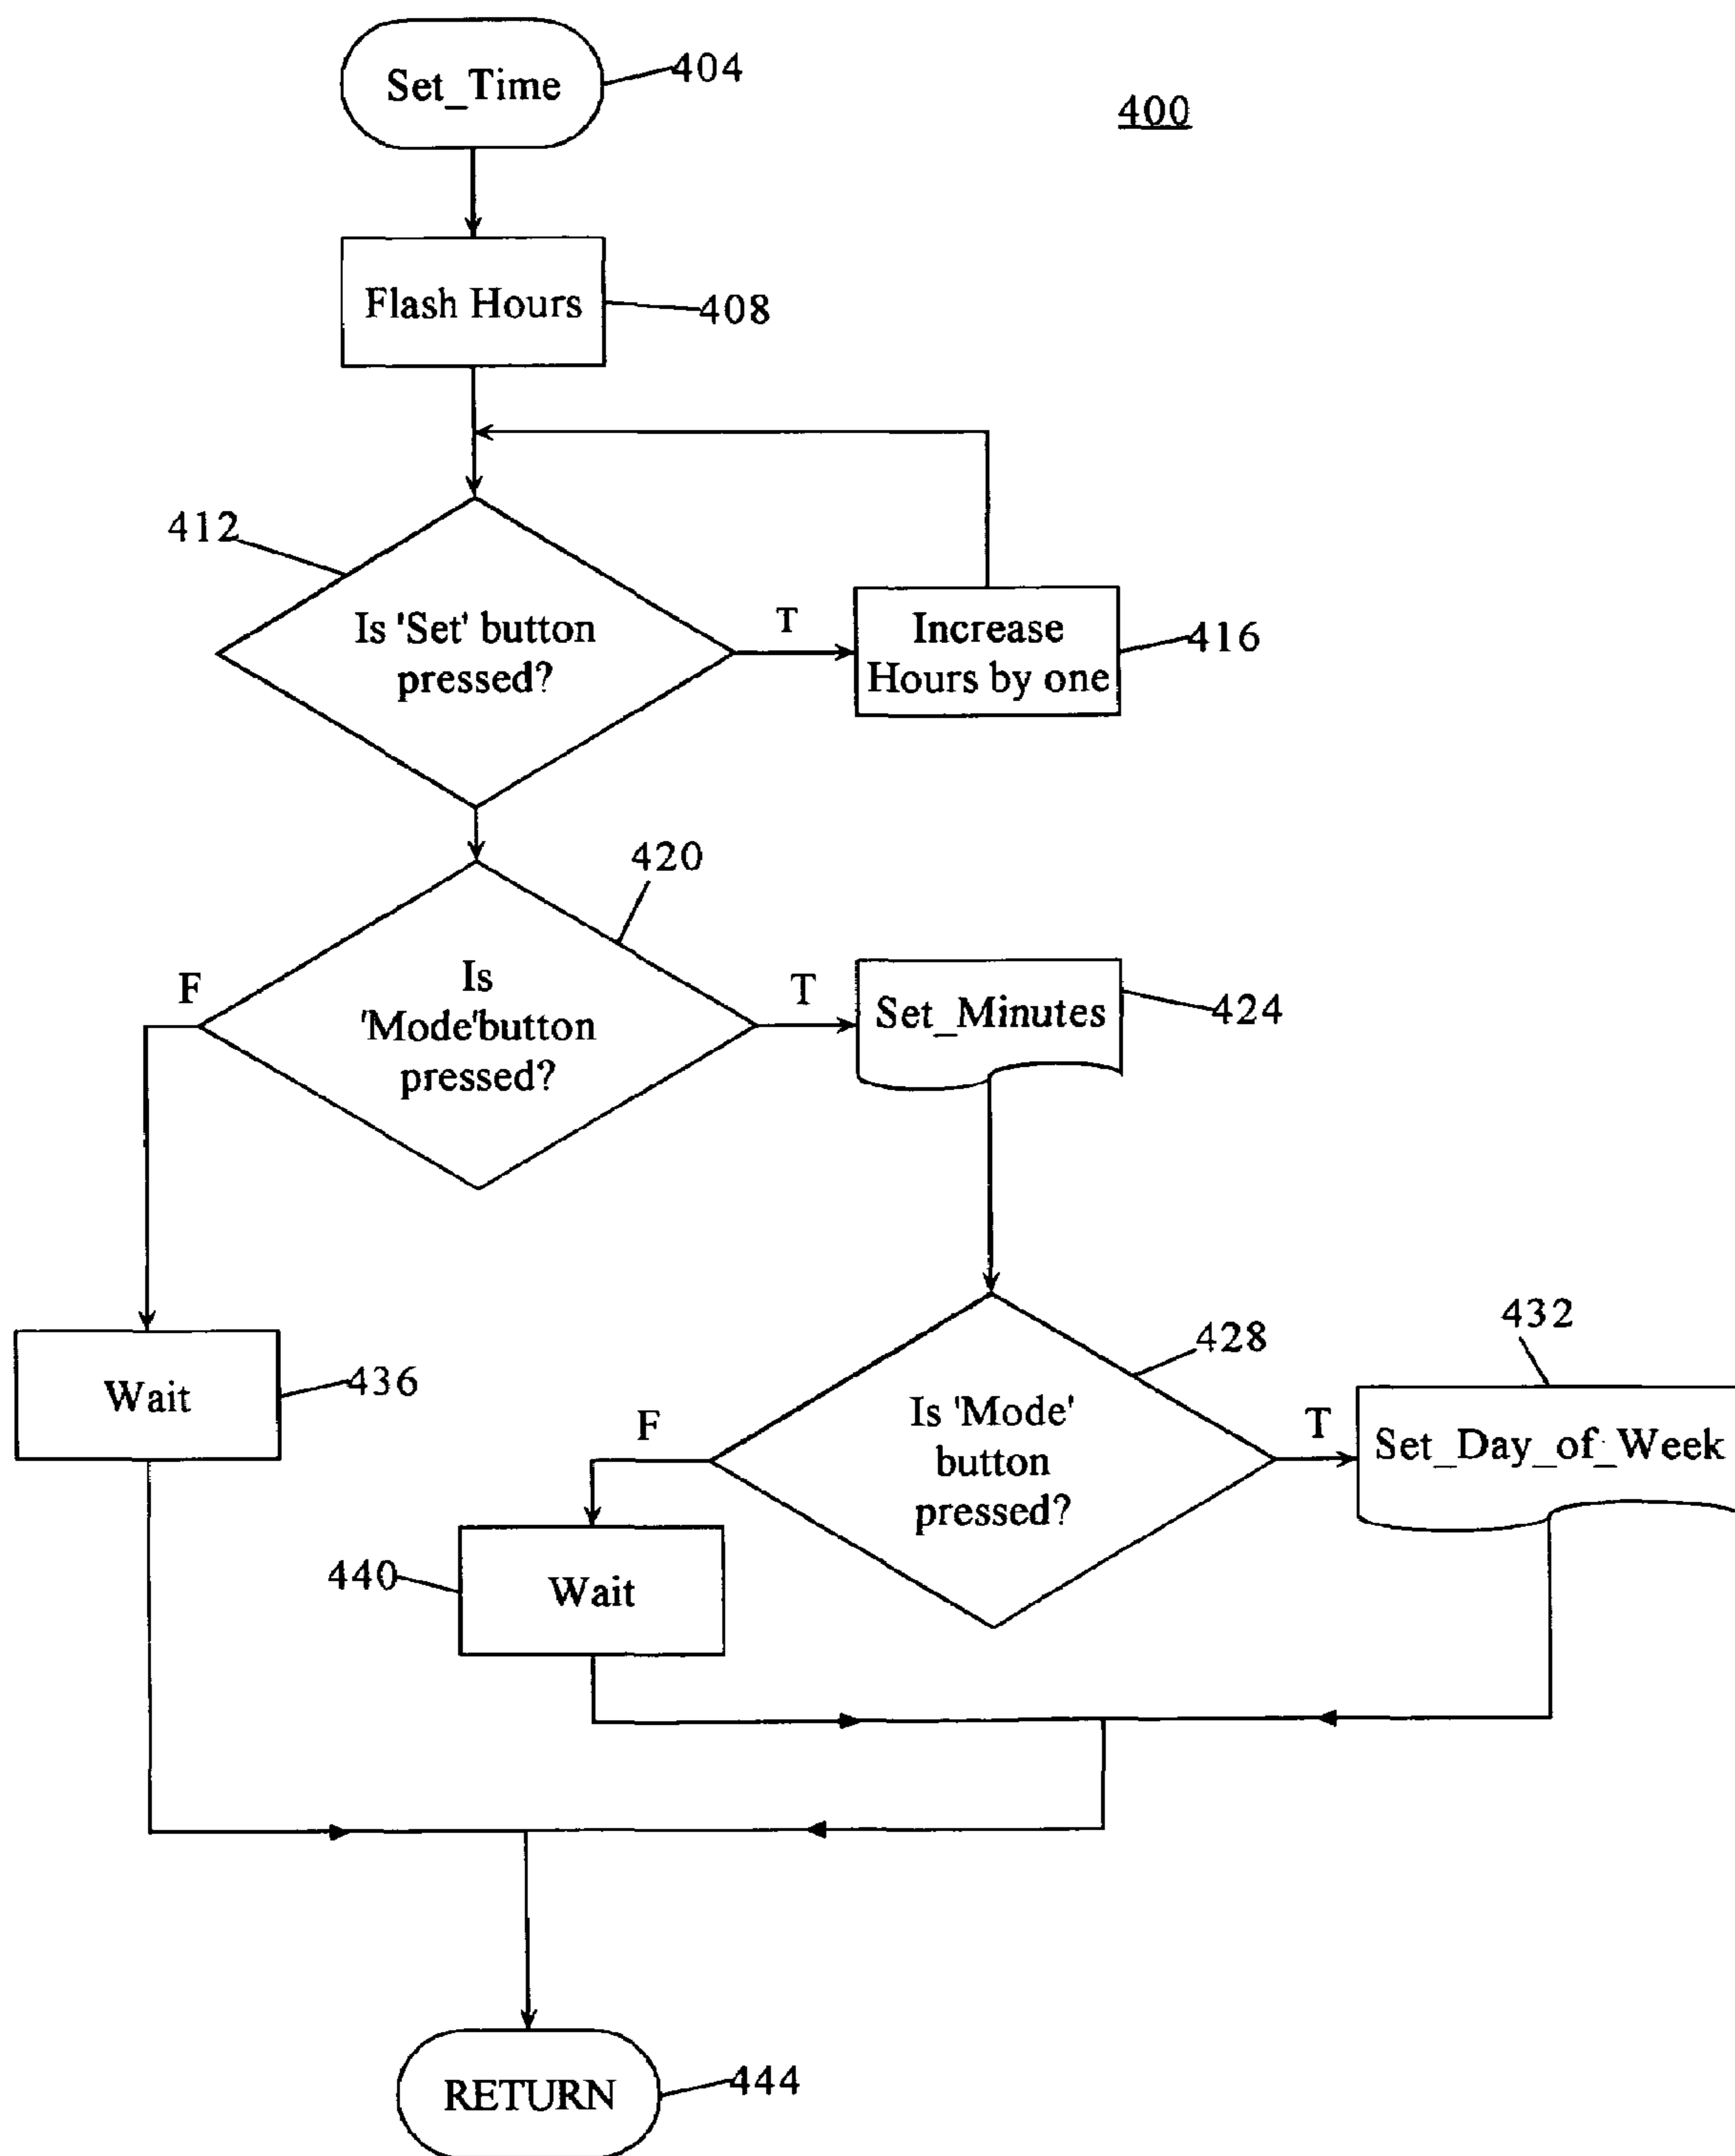 Set_Time
404
400
Flash Hours
408
412
Is 'Set' button
pressed?
T
Increase
Hours by one
416
420
Is
'Mode'button
pressed?
F
T
Set_Minutes
424
Wait
436
428
Is 'Mode'
button
pressed?
F
T
432
Set_Day_of_Week
440
Wait
RETURN
444